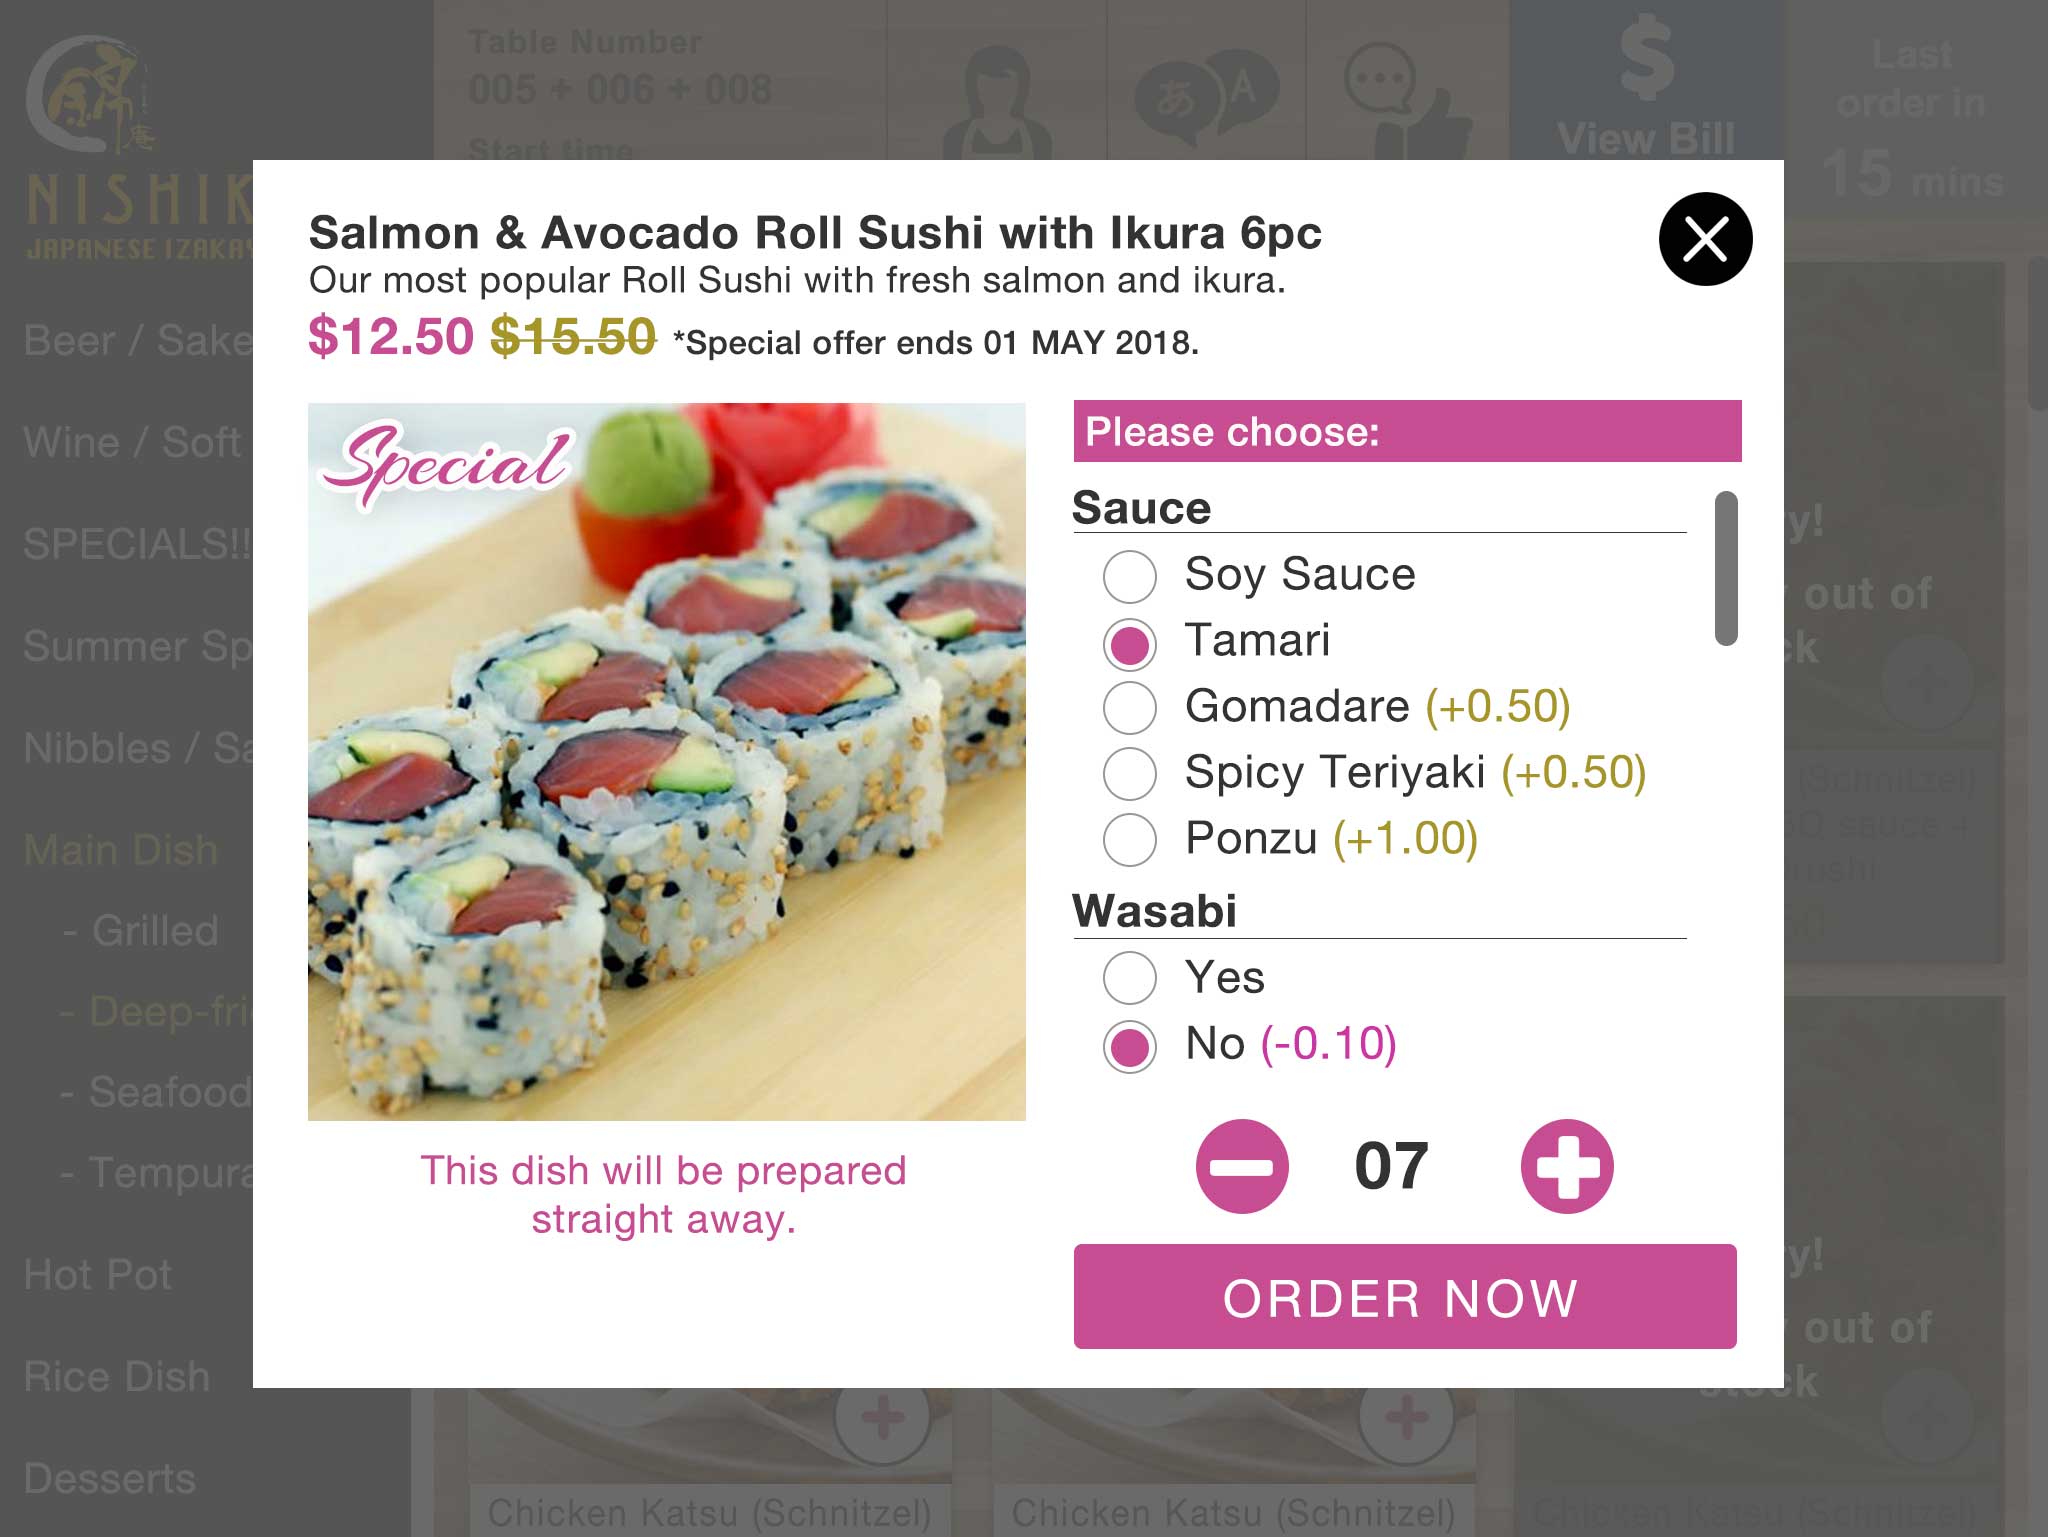 Table Number
005 + 006 + 008
Start time
あ A
View Bill
Last
order in
15 mins
NISHIK
JAPANESE IZAKAY
Beer / Sake
Wine / Soft
SPECIALS!!
Summer Sp
Nibbles / Sa
Main Dish
- Grilled
- Deep-fri
- Seafood
- Tempura
Hot Pot
Rice Dish
Desserts
Salmon & Avocado Roll Sushi with Ikura 6pc
Our most popular Roll Sushi with fresh salmon and ikura.
$12.50 $15.50 *Special offer ends 01 MAY 2018.
Special
This dish will be prepared
straight away.
Please choose:
Sauce
Soy Sauce
Tamari
Gomadare (+0.50)
Spicy Teriyaki (+0.50)
Ponzu (+1.00)
Wasabi
Yes
No (-0.10)
07
ORDER NOW
y!
out of
ck
(Schnitzel)
sauce +
y!
out of
stock
Chicken Katsu (Schnitzel)
Chicken Katsu (Schnitzel)
Chicken Katsu (Schnitzel)